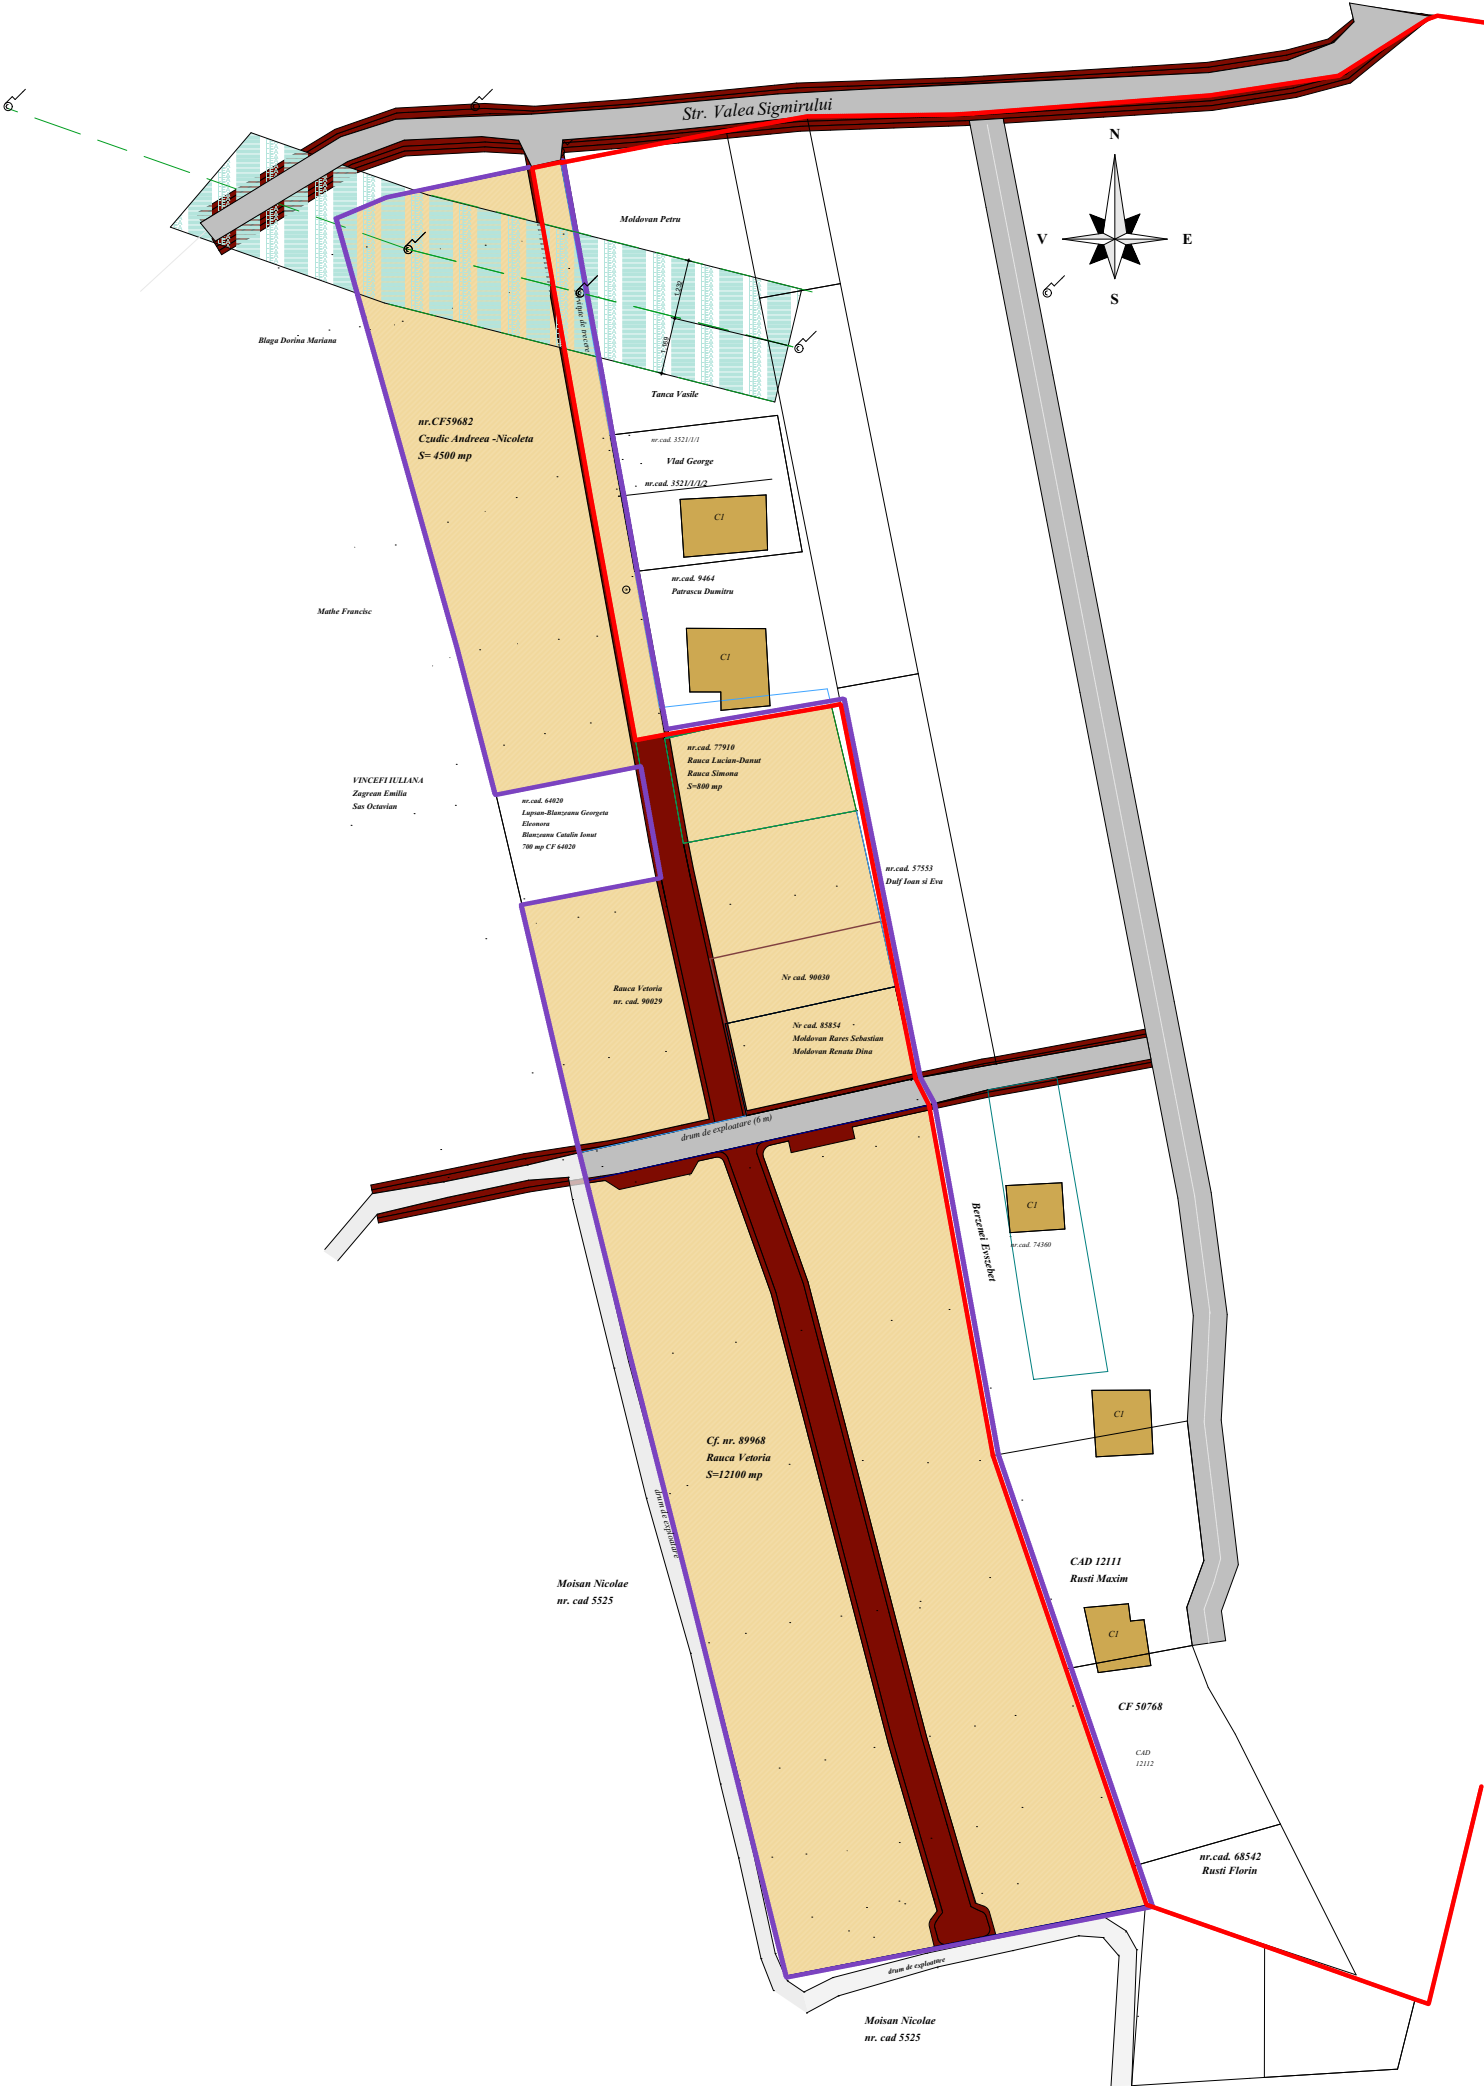 Str. Valea Sigmirului
N
V
E
S
Moldovan Petru
Blaga Dorina Mariana
Tanca Vasile
nr.CF59682
Czudic Andreea -Nicoleta
S= 4500 mp
nr.cad. 3521/1/1
Vlad George
nr.cad. 3521/1/1/2
C1
nr.cad. 9464
Patrascu Dumitru
Mathe Francisc
C1
nr.cad. 77910
Rauca Lucian-Danut
Rauca Simona
S=800 mp
VINCEFI IULIANA
Zagrean Emilia
Sas Octavian
nr.cad. 64020
Lupsan-Blanzeanu Georgeta
Eleonora
Blanzeanu Catalin Ionut
700 mp CF 64020
nr.cad. 57553
Dulf Ioan si Eva
Nr cad. 90030
Rauca Vetoria
nr. cad. 90029
Nr cad. 85854
Moldovan Rares Sebastian
Moldovan Renata Dina
drum de exploatare (6 m)
C1
Berzenei Evszebet
nr.cad. 74360
C1
Cf. nr. 89968
Rauca Vetoria
S=12100 mp
drum de exploatare
CAD 12111
Rusti Maxim
Moisan Nicolae
nr. cad 5525
C1
CF 50768
CAD
12112
nr.cad. 68542
Rusti Florin
drum de exploatare
Moisan Nicolae
nr. cad 5525